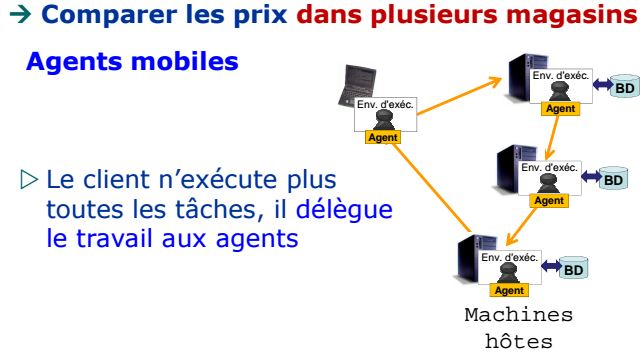 → Comparer les prix dans plusieurs magasins
Agents mobiles
Env. d'exéc.
BD
Agent
Env. d'exéc.
Agent
▷ Le client n'exécute plus
toutes les tâches, il délègue
le travail aux agents
Env. d'exéc.
BD
Agent
Env. d'exéc.
BD
Agent
Machines
hôtes